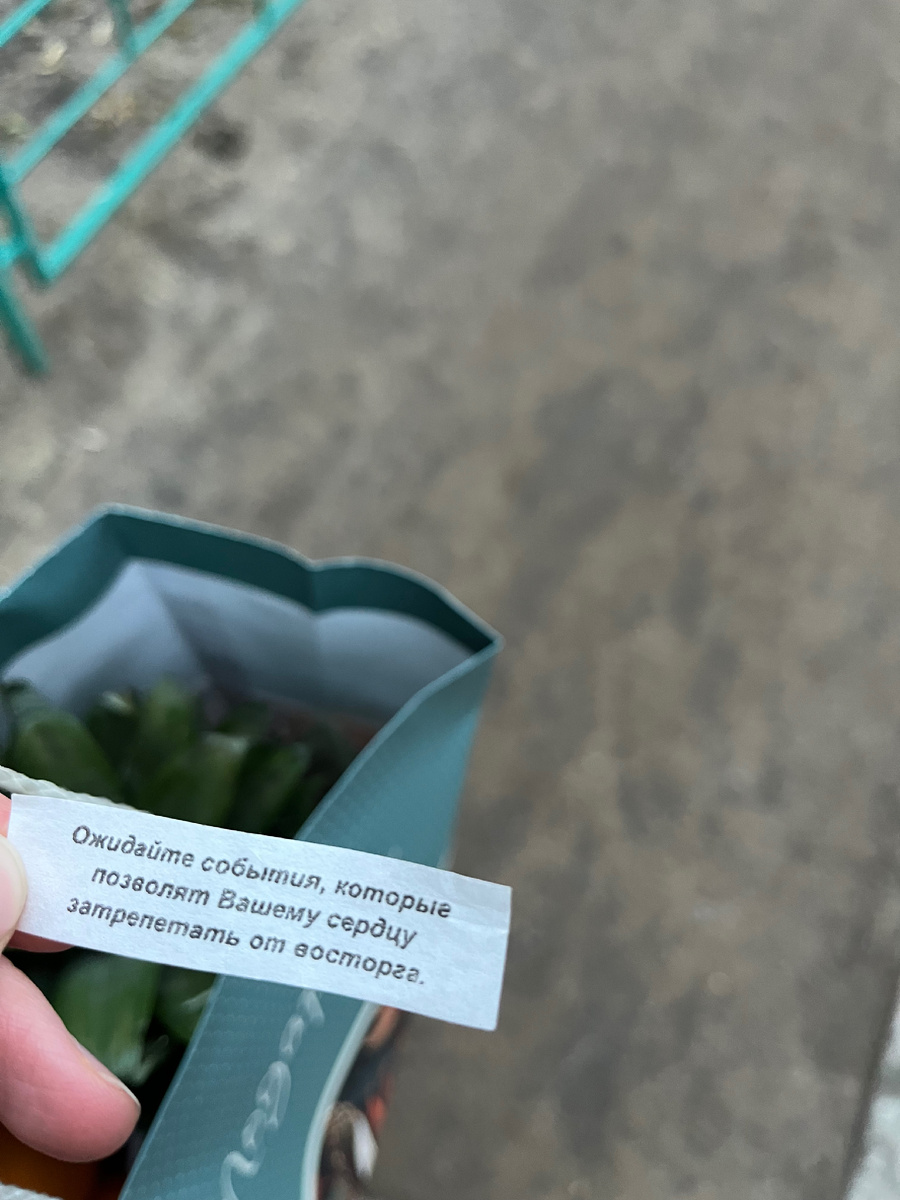 Ожидайте события, которые
позволят Вашему сердцу
затрепетать от восторга.